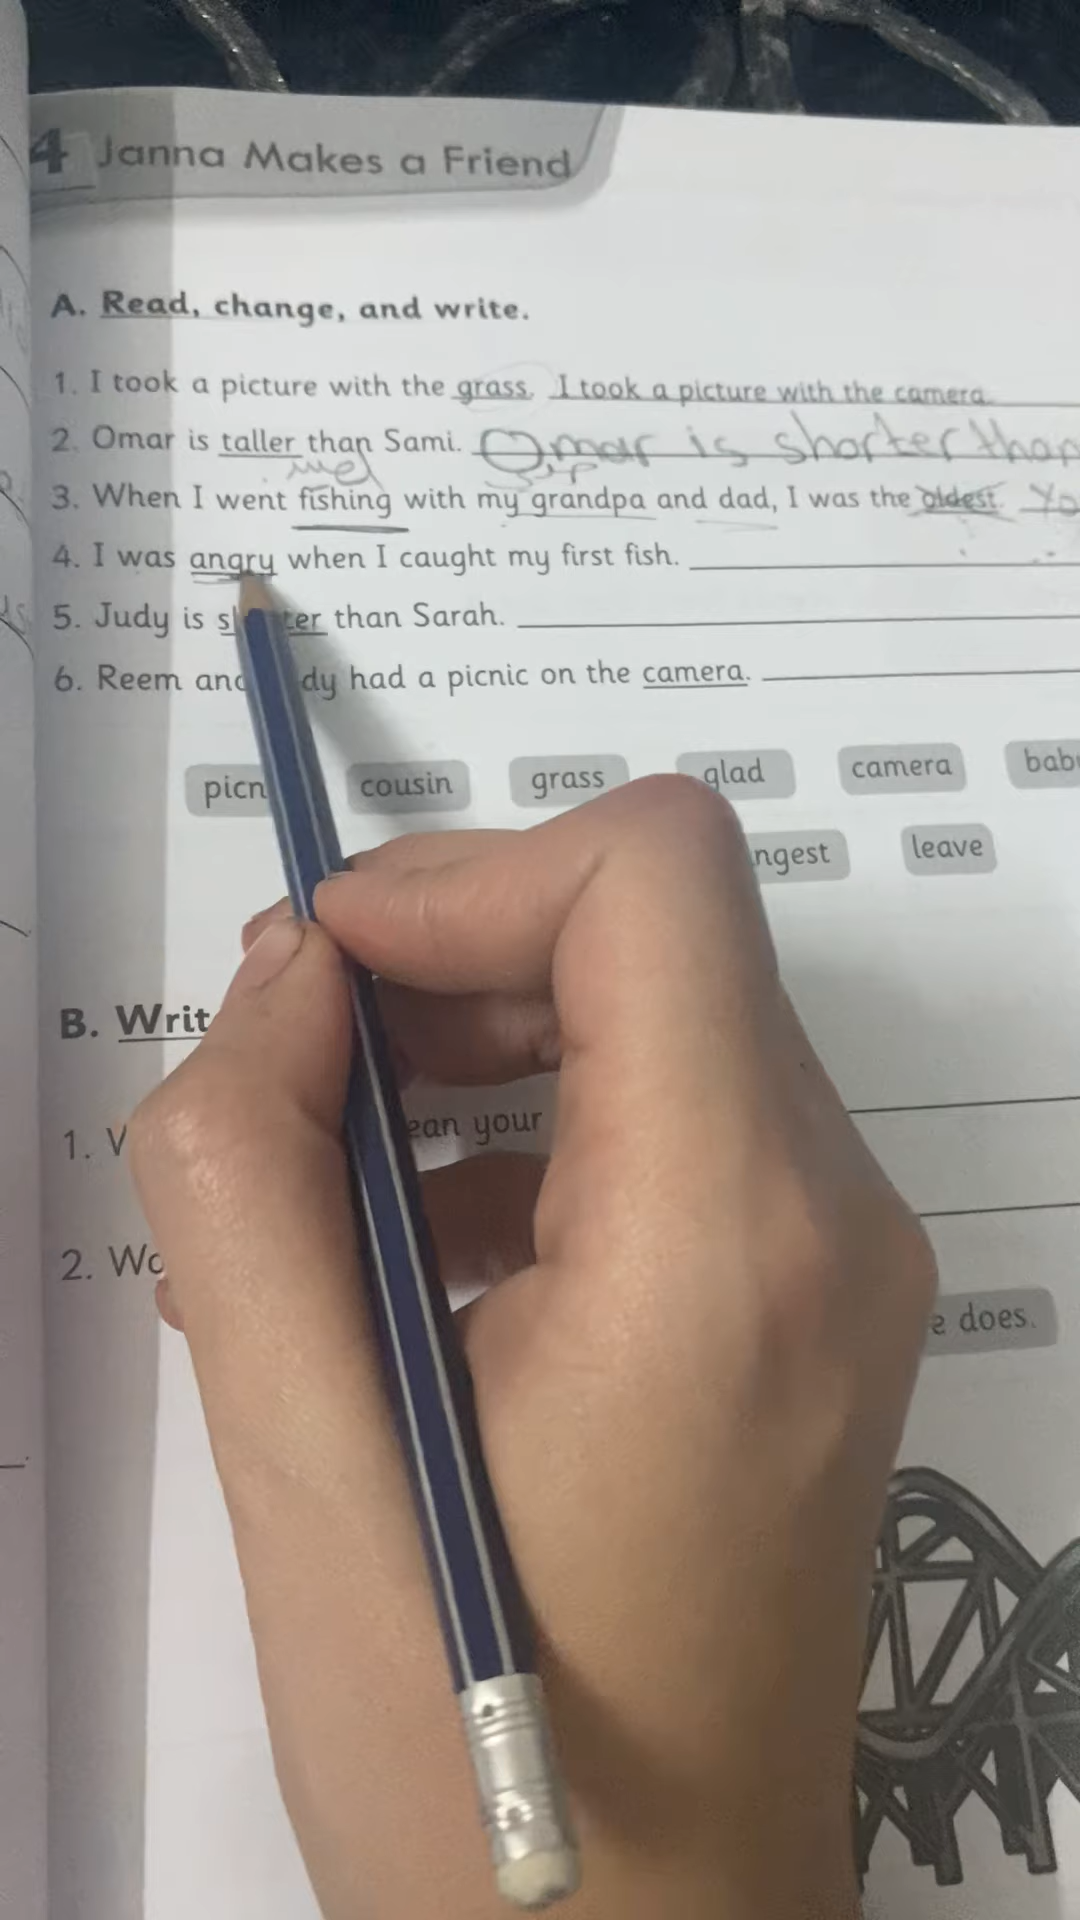 4 Janna Makes a Friend
A. Read, change, and write.
1. I took a picture with the grass. I took a picture with the camera.
2. Omar is taller than Sami. Omar is shorter than
3. When I went fishing with my grandpa and dad, I was the oldest. Yo
4. I was angry when I caught my first fish.
5. Judy is than Sarah.
6. Reem and dy had a picnic on the camera.
picn cousin grass glad camera bab
ngest leave
B. Writ
1. ean your
2. Wo
e does.